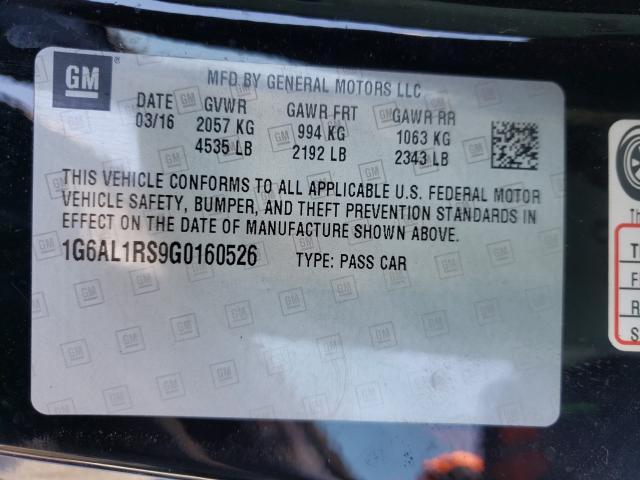 GM
MFD BY GENERAL MOTORS LLC
DATE GVWR GAWR FRT GAWR RR
03/16 2057 KG 994 KG 1063 KG
4535 LB 2192 LB 2343 LB
THIS VEHICLE CONFORMS TO ALL APPLICABLE U.S. FEDERAL MOTOR
VEHICLE SAFETY, BUMPER, AND THEFT PREVENTION STANDARDS IN
EFFECT ON THE DATE OF MANUFACTURE SHOWN ABOVE.
1G6AL1RS9G0160526 TYPE: PASS CAR